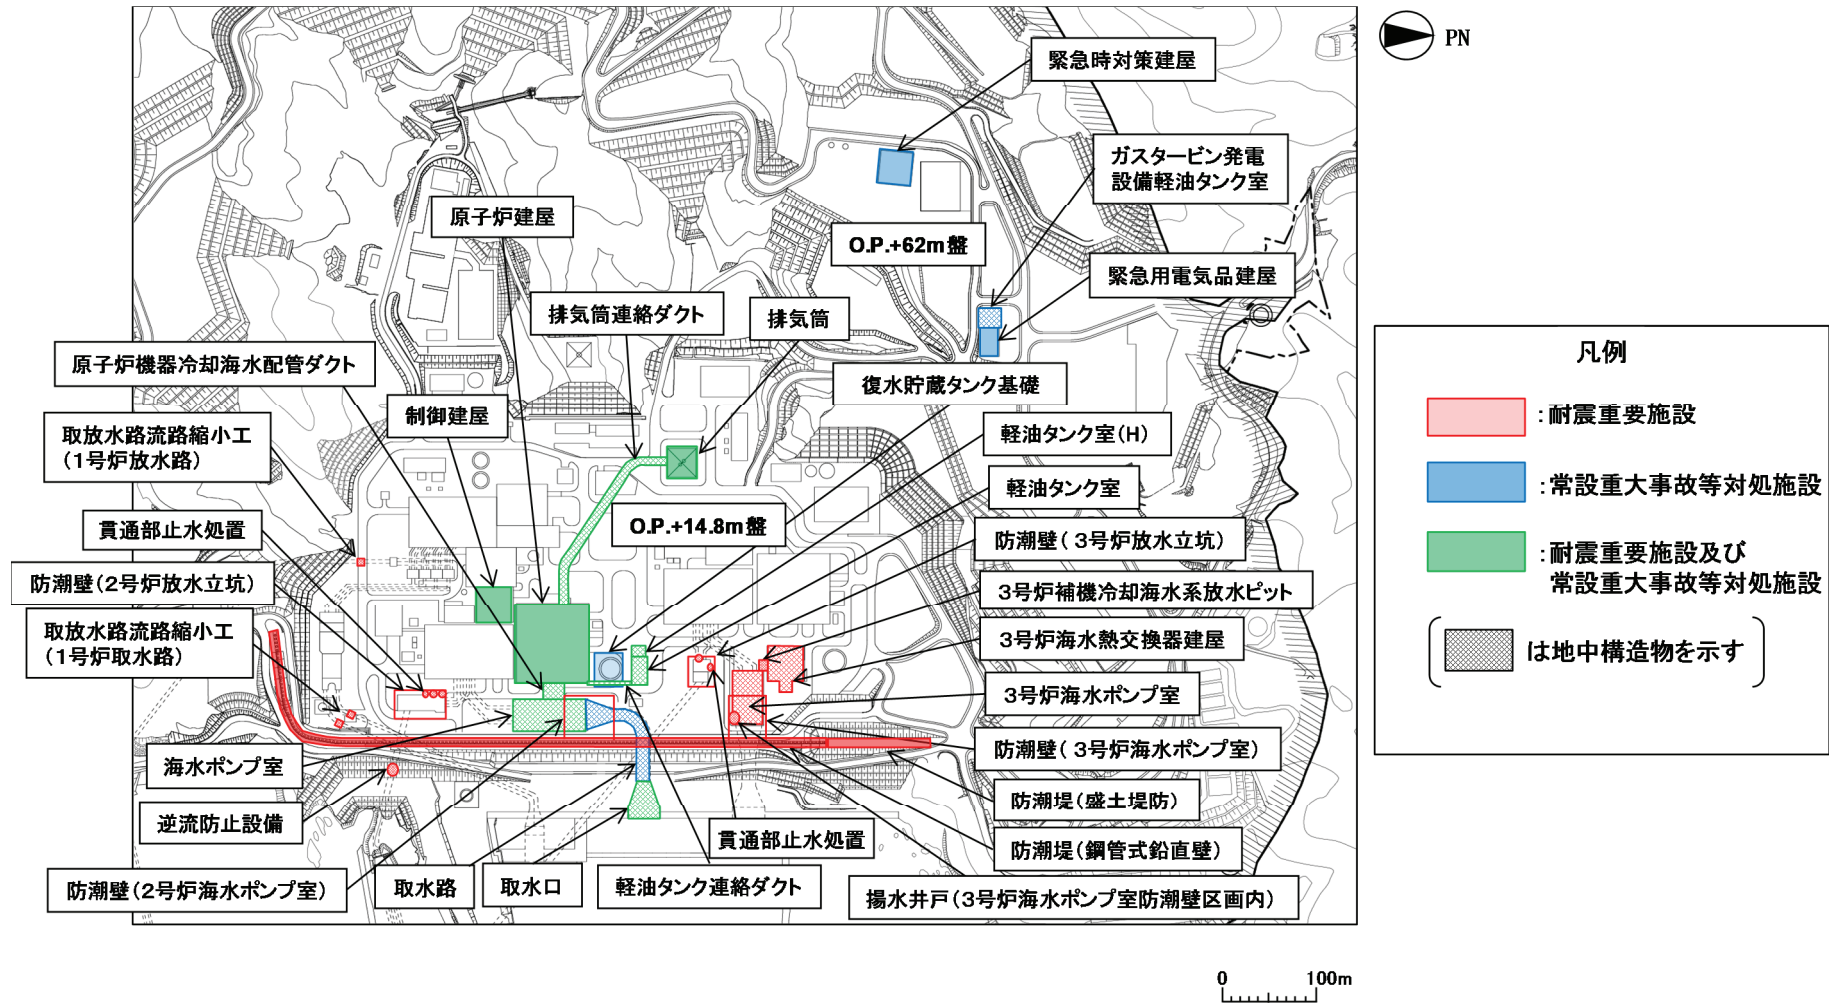 PN
緊急時対策建屋
ガスタービン発電
設備軽油タンク室
原子炉建屋
O.P.+62m盤
緊急用電気品建屋
排気筒連絡ダクト
排気筒
原子炉機器冷却海水配管ダクト
復水貯蔵タンク基礎
制御建屋
取放水路流路縮小工
(1号炉放水路)
軽油タンク室(H)
軽油タンク室
O.P.+14.8m盤
貫通部止水処置
防潮壁(3号炉放水立坑)
防潮壁(2号炉放水立坑)
3号炉補機冷却海水系放水ピット
取放水路流路縮小工
(1号炉取水路)
3号炉海水熱交換器建屋
3号炉海水ポンプ室
防潮壁(3号炉海水ポンプ室)
海水ポンプ室
防潮堤(盛土堤防)
逆流防止設備
貫通部止水処置
防潮堤(鋼管式鉛直壁)
防潮壁(2号炉海水ポンプ室)
取水路
取水口
軽油タンク連絡ダクト
揚水井戸(3号炉海水ポンプ室防潮壁区画内)
凡例
:耐震重要施設
:常設重大事故等対処施設
:耐震重要施設及び
常設重大事故等対処施設
は地中構造物を示す
0 100m